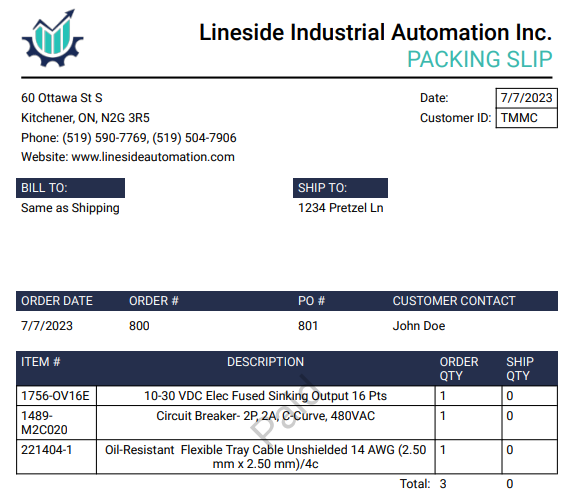 Lineside Industrial Automation Inc.
PACKING SLIP
60 Ottawa St S
Kitchener, ON, N2G 3R5
Phone: (519) 590-7769, (519) 504-7906
Website: www.linesideautomation.com
Date: 7/7/2023
Customer ID: TMMC
BILL TO:
Same as Shipping
SHIP TO:
1234 Pretzel Ln
ORDER DATE ORDER # PO # CUSTOMER CONTACT
7/7/2023 800 801 John Doe
ITEM # DESCRIPTION ORDER QTY SHIP QTY
1756-OV16E 10-30 VDC Elec Fused Sinking Output 16 Pts 1 0
1489-M2C020 Circuit Breaker- 2P, 2A, C-Curve, 480VAC 1 0
221404-1 Oil-Resistant Flexible Tray Cable Unshielded 14 AWG (2.50 mm x 2.50 mm)/4c 1 0
Total: 3 0
Paid